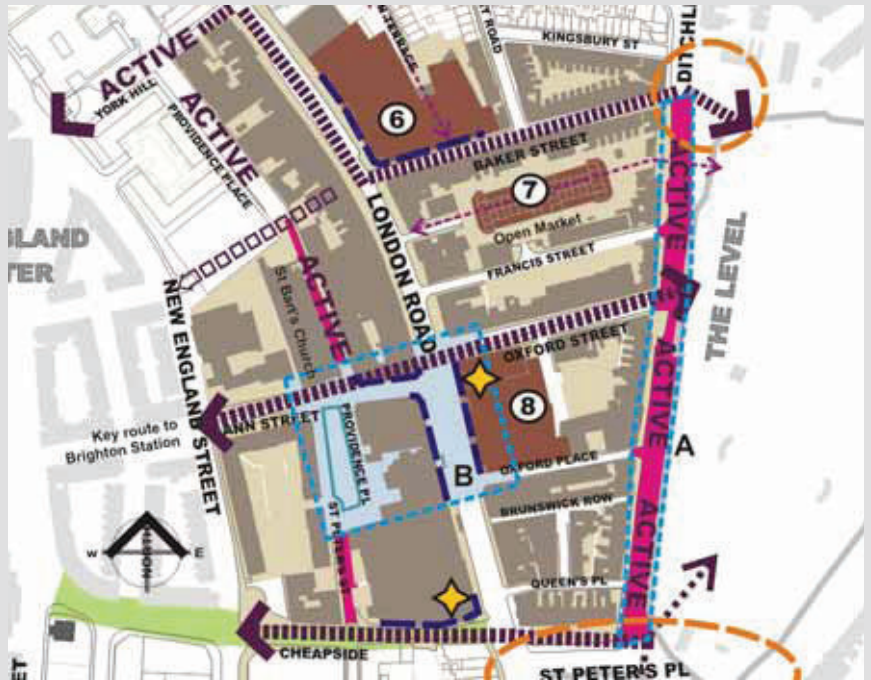 KINGSBURY ST
ACTIVE
YORK HILL
ACTIVE
PROVIDENCE PLACE
6
BAKER STREET
ACTIVE
7
Open Market
FRANCIS STREET
LONDON ROAD
THE LEVEL
NEW ENGLAND STREET
St Bart's Church
ACTIVE
OXFORD STREET
ACTIVE
8
Key route to
Brighton Station
ANN STREET
PROVIDENCE PL
B
OXFORD PLACE
A
BRUNSWICK ROW
ACTIVE
W
E
NORTH
ST PETER'S ST
QUEEN'S PL
CHEAPSIDE
ST PETER'S PL